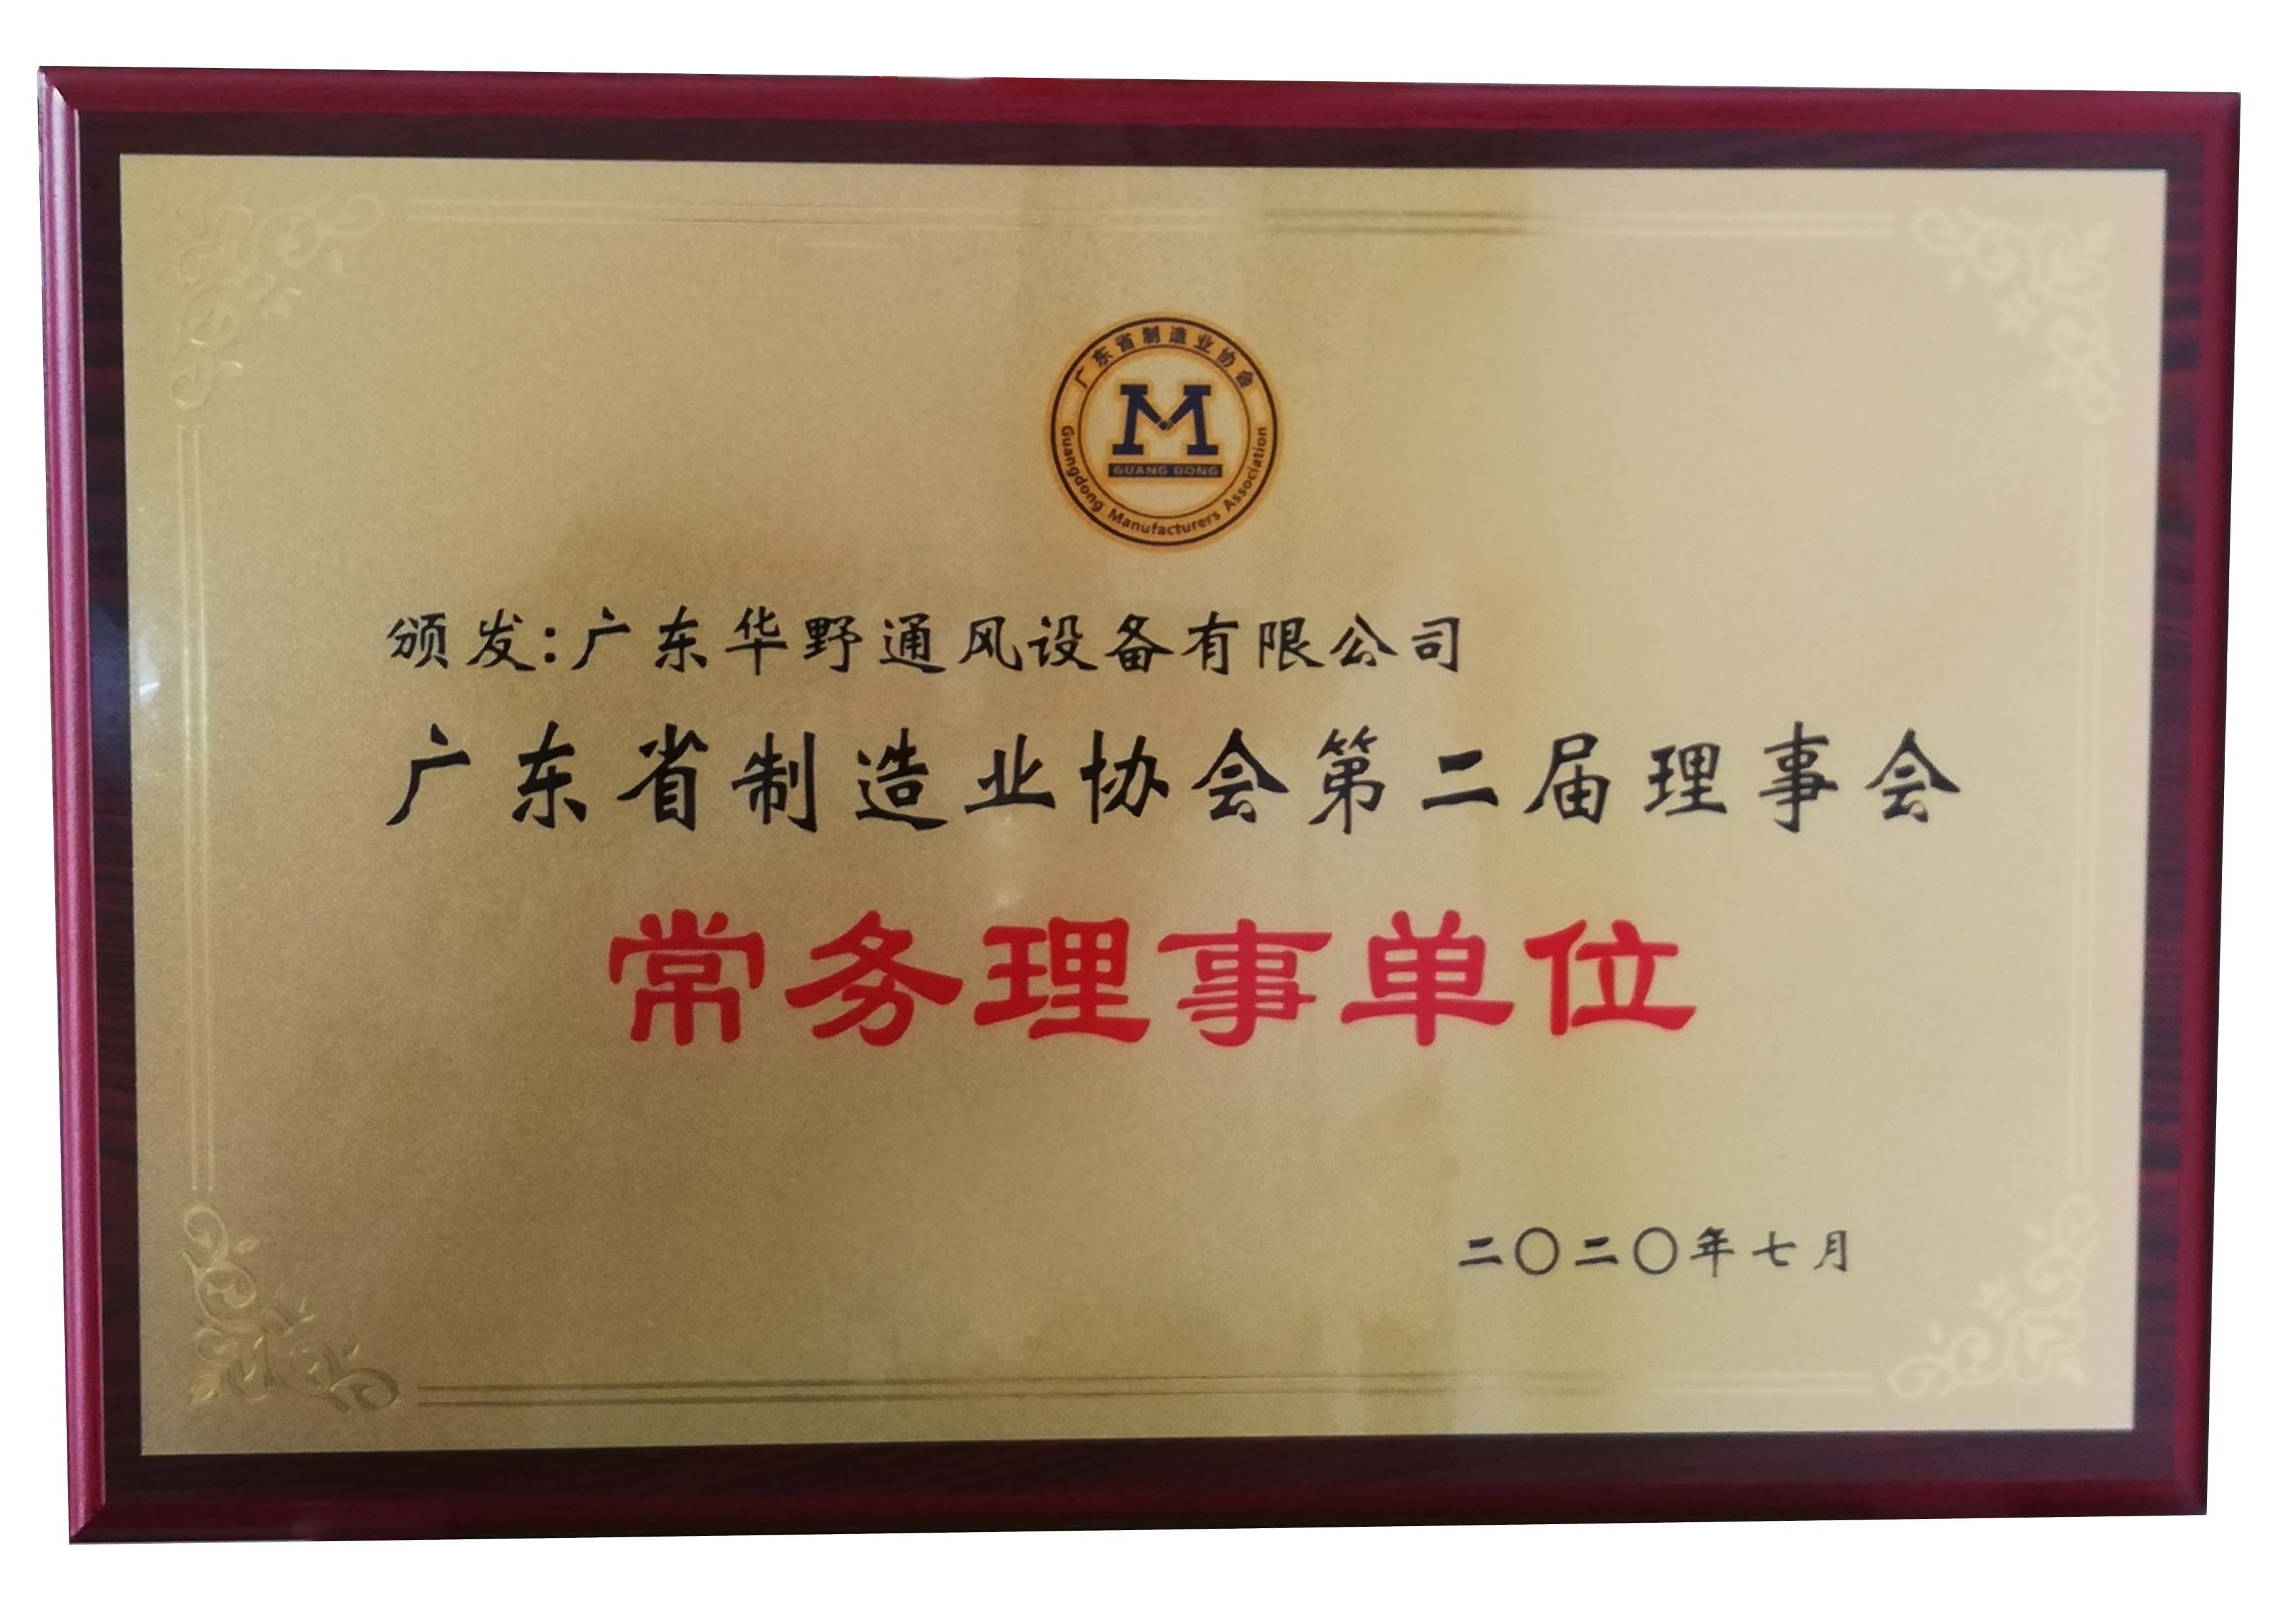 广东省制造业协会
M
GUANG DONG
Guangdong Manufacturers Association
颁发:广东华野通风设备有限公司
广东省制造业协会第二届理事会
常务理事单位
二〇二〇年七月